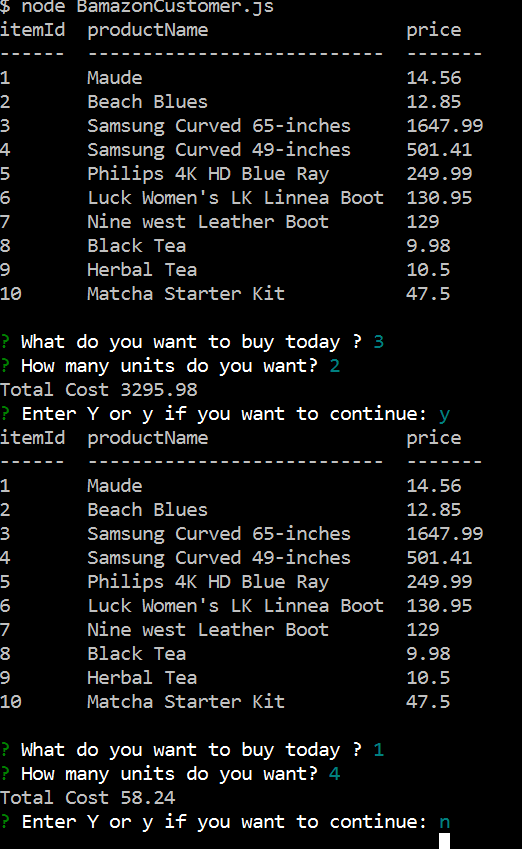 $ node BamazonCustomer.js
itemId  productName                  price
------  ---------------------------  -------
1       Maude                        14.56
2       Beach Blues                  12.85
3       Samsung Curved 65-inches     1647.99
4       Samsung Curved 49-inches     501.41
5       Philips 4K HD Blue Ray       249.99
6       Luck Women's LK Linnea Boot  130.95
7       Nine west Leather Boot       129
8       Black Tea                    9.98
9       Herbal Tea                   10.5
10      Matcha Starter Kit           47.5

? What do you want to buy today ? 3
? How many units do you want? 2
Total Cost 3295.98
? Enter Y or y if you want to continue: y
itemId  productName                  price
------  ---------------------------  -------
1       Maude                        14.56
2       Beach Blues                  12.85
3       Samsung Curved 65-inches     1647.99
4       Samsung Curved 49-inches     501.41
5       Philips 4K HD Blue Ray       249.99
6       Luck Women's LK Linnea Boot  130.95
7       Nine west Leather Boot       129
8       Black Tea                    9.98
9       Herbal Tea                   10.5
10      Matcha Starter Kit           47.5

? What do you want to buy today ? 1
? How many units do you want? 4
Total Cost 58.24
? Enter Y or y if you want to continue: n